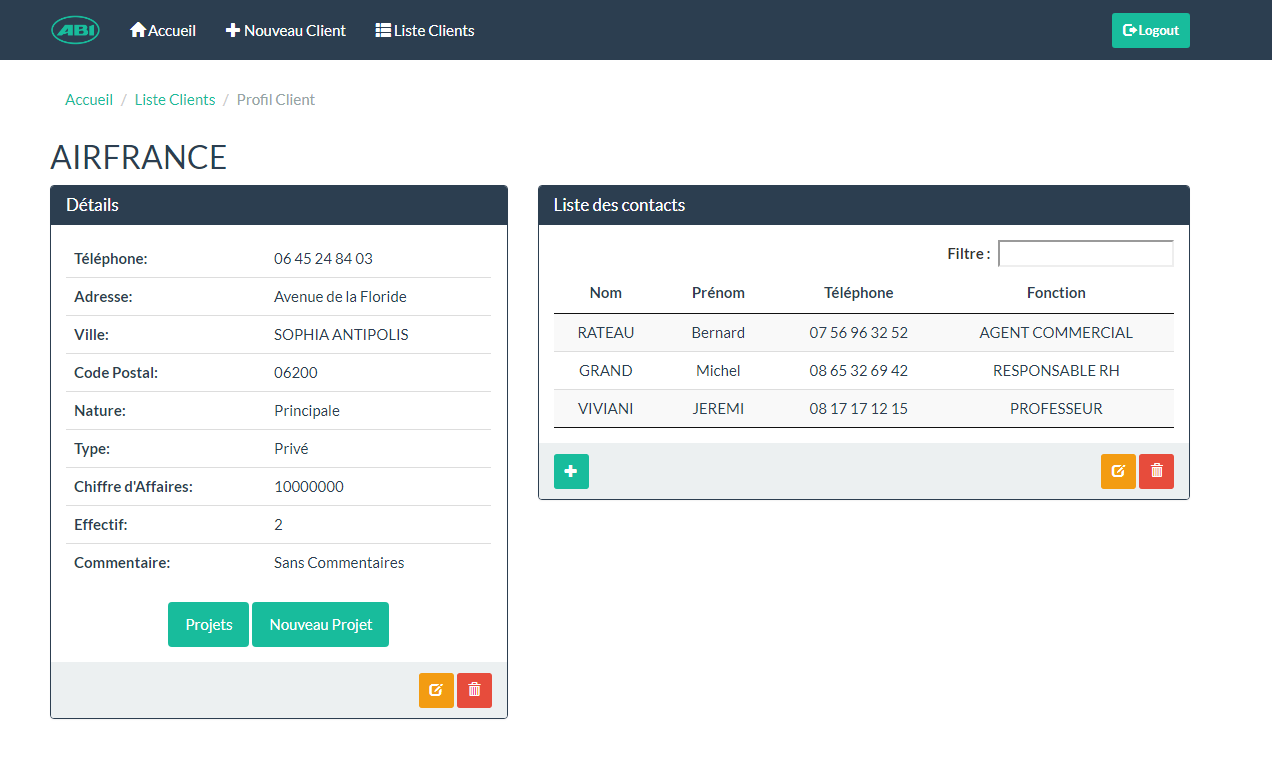 ABI Accueil Nouveau Client Liste Clients Logout
Accueil / Liste Clients / Profil Client
AIRFRANCE
Détails
Téléphone: 06 45 24 84 03
Adresse: Avenue de la Floride
Ville: SOPHIA ANTIPOLIS
Code Postal: 06200
Nature: Principale
Type: Privé
Chiffre d'Affaires: 10000000
Effectif: 2
Commentaire: Sans Commentaires
Projets Nouveau Projet
Liste des contacts
Filtre :
Nom Prénom Téléphone Fonction
RATEAU Bernard 07 56 96 32 52 AGENT COMMERCIAL
GRAND Michel 08 65 32 69 42 RESPONSABLE RH
VIVIANI JEREMI 08 17 17 12 15 PROFESSEUR